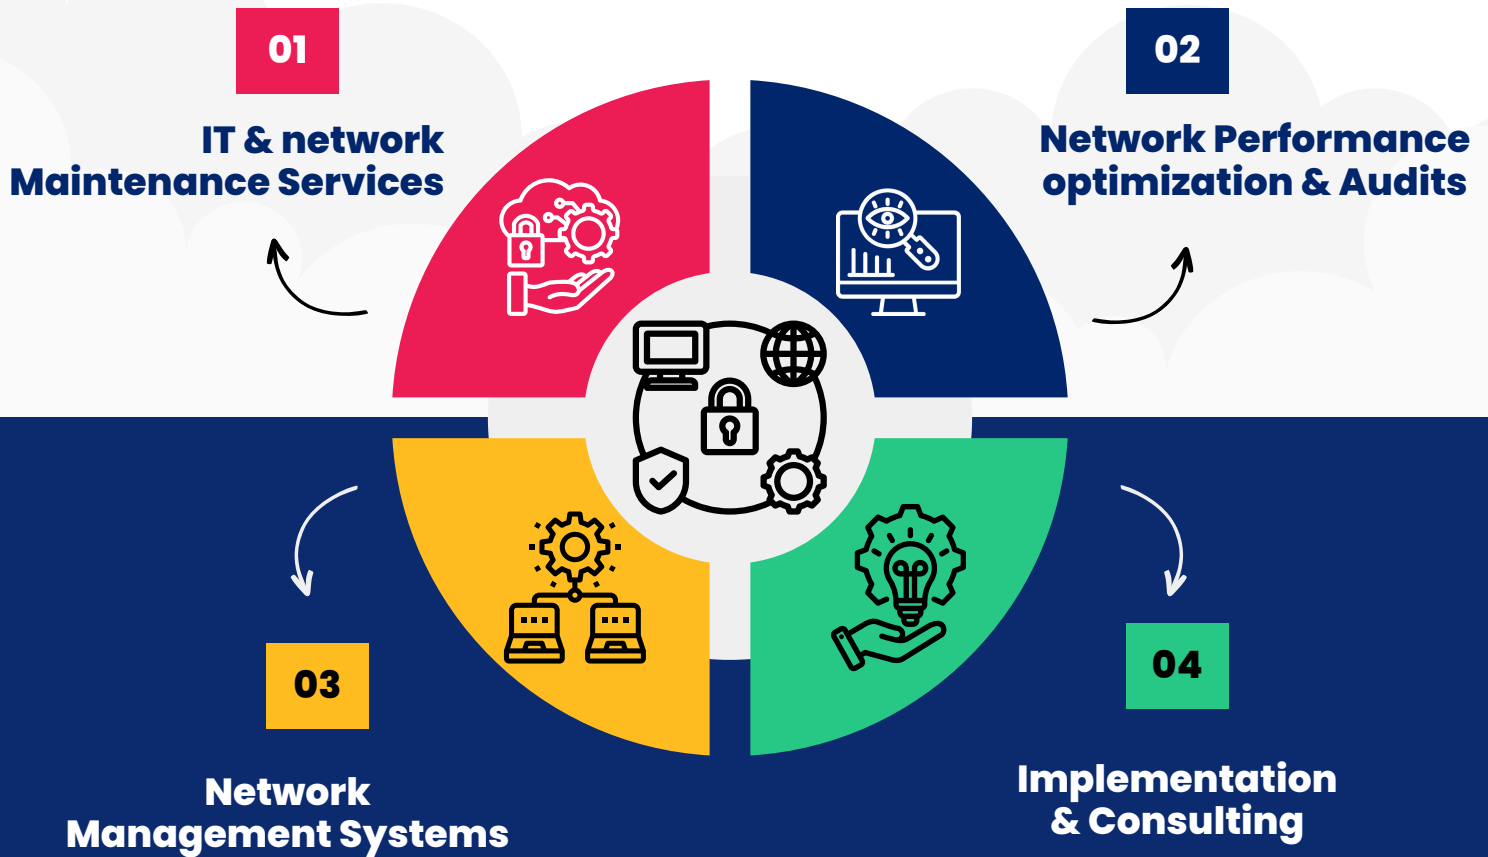 01
IT & network
Maintenance Services
02
Network Performance
optimization & Audits
03
Network
Management Systems
04
Implementation
& Consulting